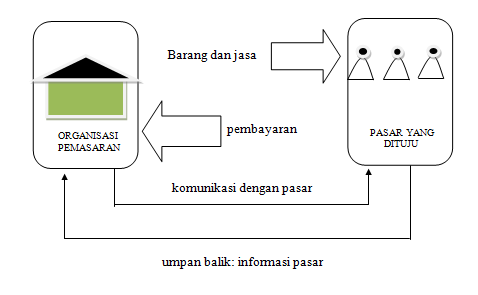 Barang dan jasa
ORGANISASI
PEMASARAN
pembayaran
PASAR YANG
DITUJU
komunikasi dengan pasar
umpan balik: informasi pasar